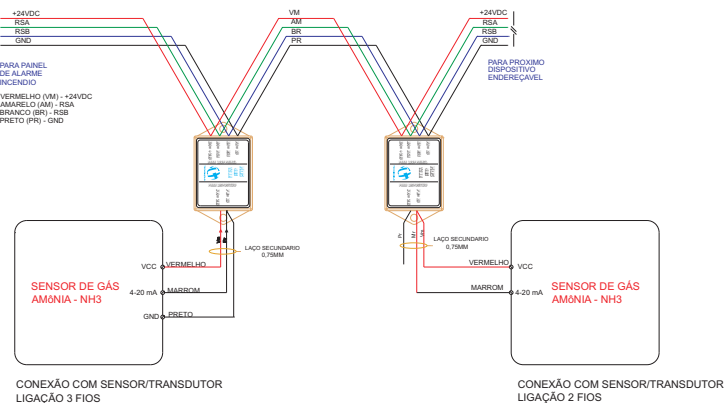 +24VDC
RSA
RSB
GND
VM
AM
BR
PR
+24VDC
RSA
RSB
GND
PARA PAINEL
DE ALARME
INCENDIO
PARA PROXIMO
DISPOSITIVO
ENDEREÇAVEL
VERMELHO (VM) - +24VDC
AMARELO (AM) - RSA
BRANCO (BR) - RSB
PRETO (PR) - GND
LAÇO SECUNDARIO
0,75MM
LAÇO SECUNDARIO
0,75MM
VCC
VERMELHO
SENSOR DE GÁS
AMôNIA - NH3
4-20 mA
MARROM
GND
PRETO
VERMELHO
VCC
MARROM
4-20 mA
SENSOR DE GÁS
AMôNIA - NH3
CONEXÃO COM SENSOR/TRANSDUTOR
LIGAÇÃO 3 FIOS
CONEXÃO COM SENSOR/TRANSDUTOR
LIGAÇÃO 2 FIOS